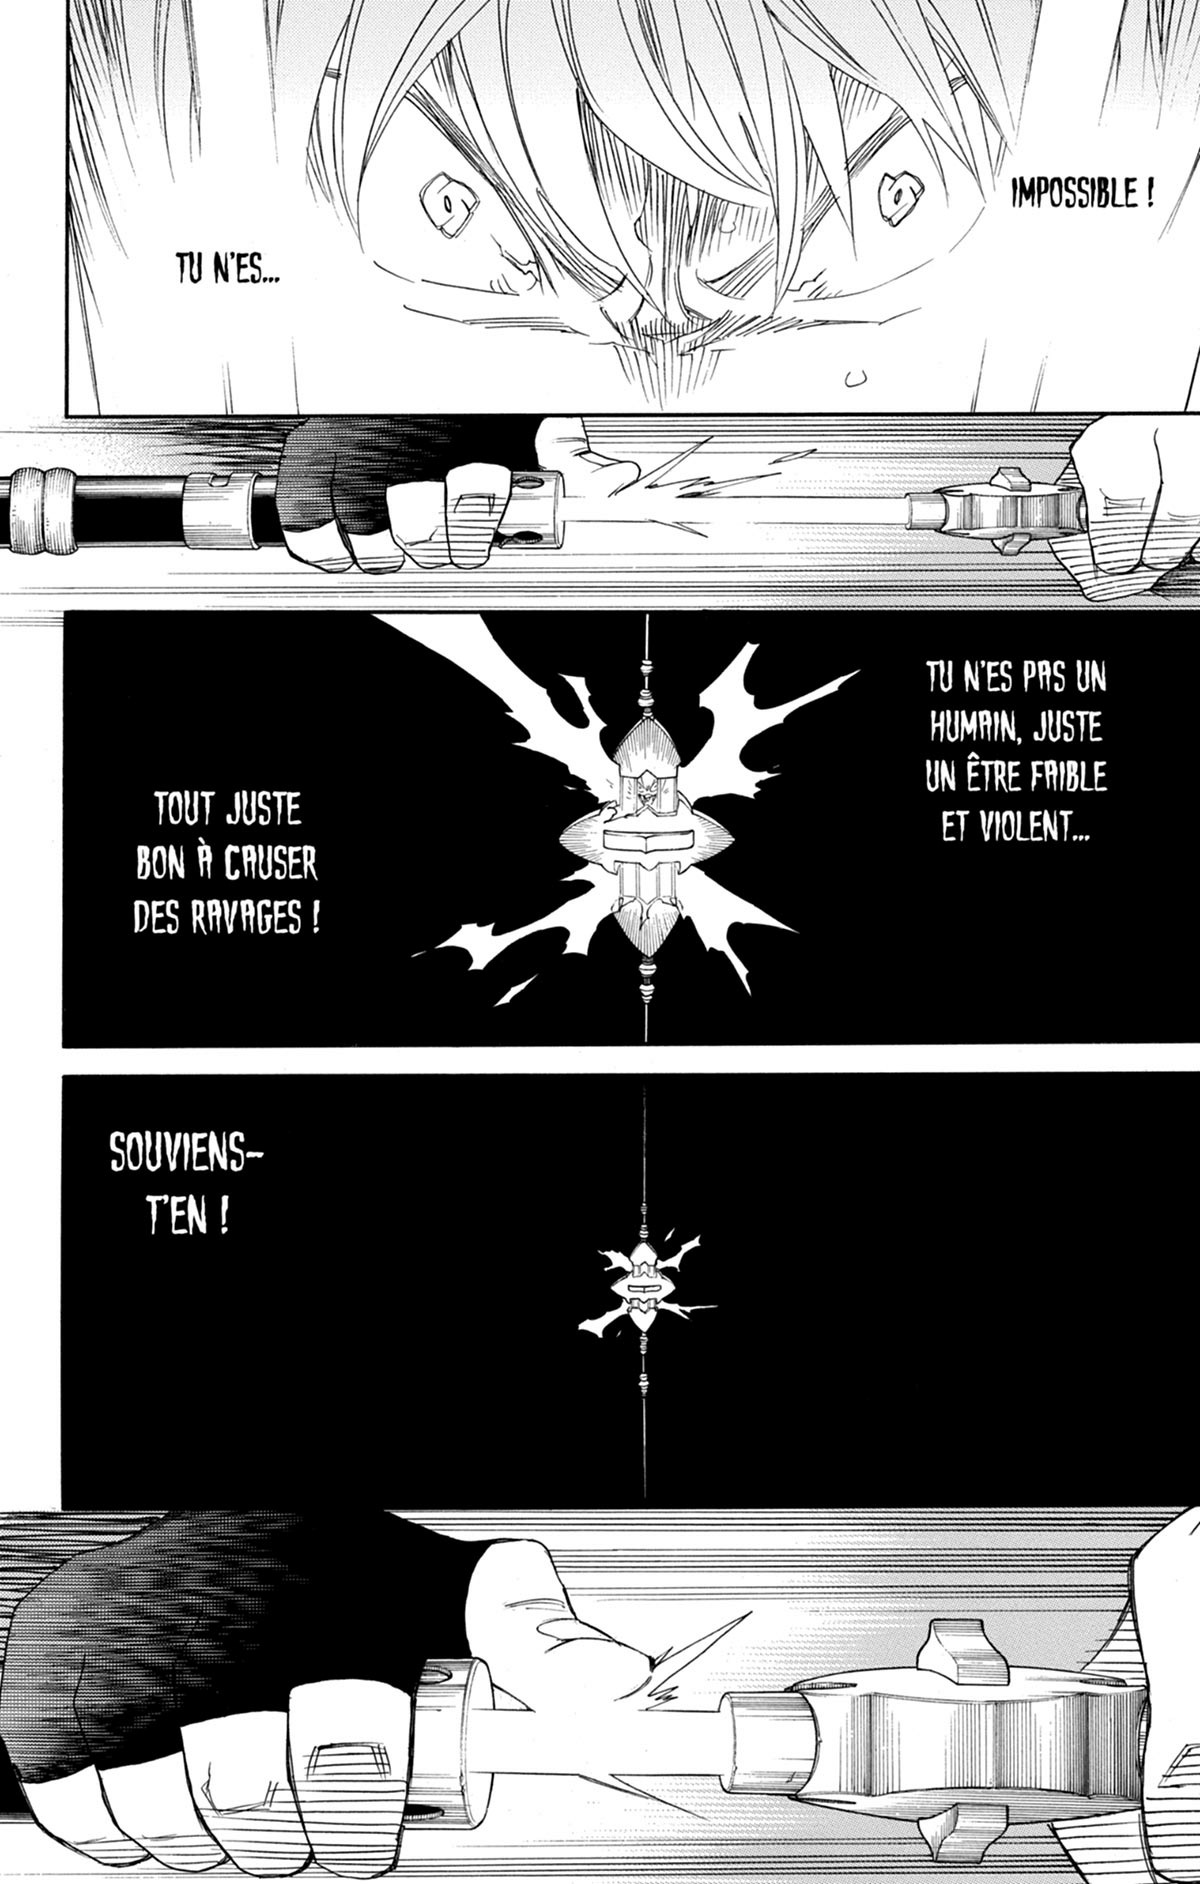 IMPOSSIBLE !
TU N'ES...
TU N'ES PAS UN
HUMAIN, JUSTE
UN ÊTRE FAIBLE
ET VIOLENT...
TOUT JUSTE
BON À CAUSER
DES RAVAGES !
SOUVIENS-
T'EN !